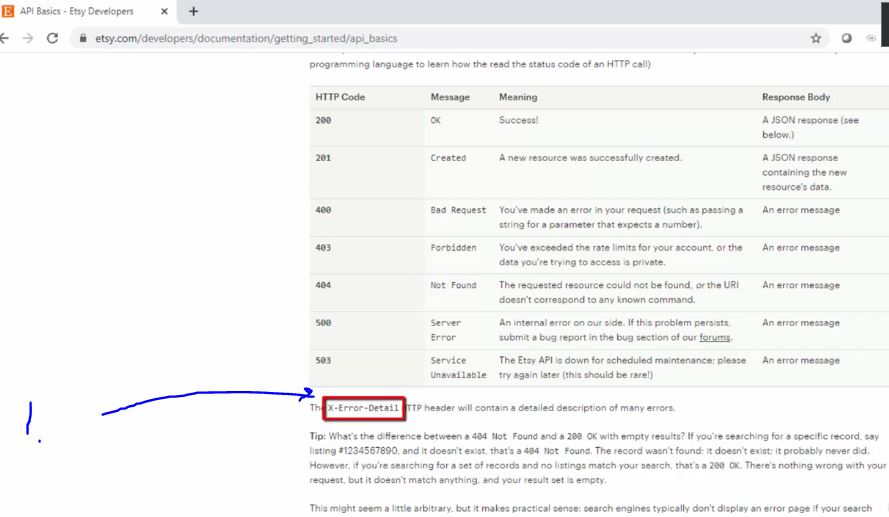 API Basics - Etsy Developers
etsy.com/developers/documentation/getting_started/api_basics
programming language to learn how the read the status code of an HTTP call)
HTTP Code Message Meaning Response Body
200 OK Success! A JSON response (see
below.)
201 Created A new resource was successfully created. A JSON response
containing the new
resource's data.
400 Bad Request You've made an error in your request (such as passing a An error message
string for a parameter that expects a number).
403 Forbidden You've exceeded the rate limits for your account, or the An error message
data you're trying to access is private.
404 Not Found The requested resource could not be found, or the URI An error message
doesn't correspond to any known command.
500 Server An internal error on our side. If this problem persists, An error message
Error submit a bug report in the bug section of our forums.
503 Service The Etsy API is down for scheduled maintenance; please An error message
Unavailable try again later (this should be rare!)
The X-Error-Detail HTTP header will contain a detailed description of many errors.
1.
Tip: What's the difference between a 404 Not Found and a 200 OK with empty results? If you're searching for a specific record, say
listing #1234567890, and it doesn't exist, that's a 404 Not Found. The record wasn't found; it doesn't exist; it probably never did.
However, if you're searching for a set of records and no listings match your search, that's a 200 OK. There's nothing wrong with your
request, but it doesn't match anything, and your result set is empty.
This might seem a little arbitrary, but it makes practical sense: search engines typically don't display an error page if your search